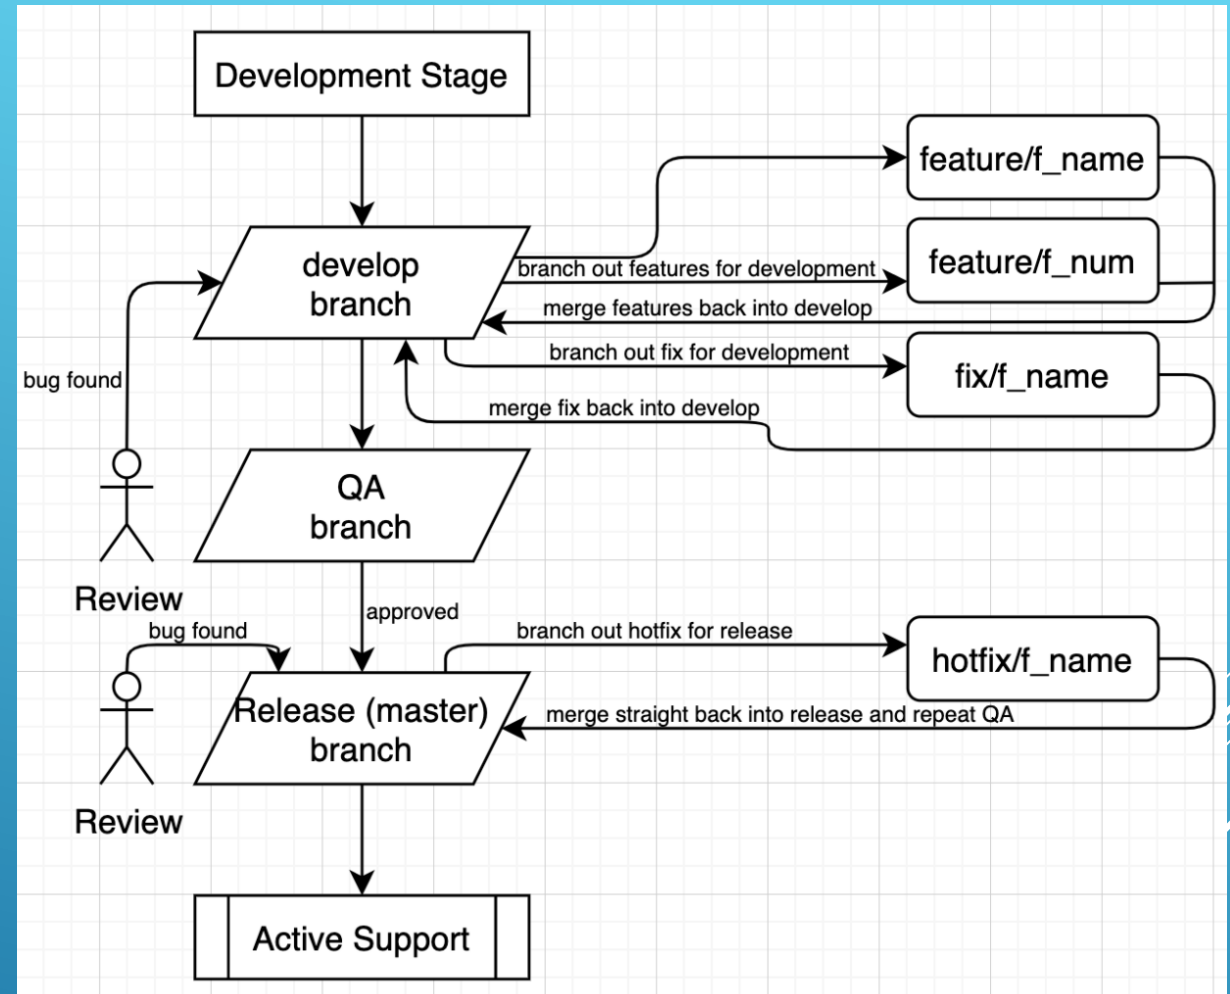 Development Stage
feature/f_name
develop
branch
branch out features for development
feature/f_num
merge features back into develop
branch out fix for development
fix/f_name
bug found
merge fix back into develop
QA
branch
Review
approved
bug found
branch out hotfix for release
hotfix/f_name
Release (master)
branch
merge straight back into release and repeat QA
Review
Active Support